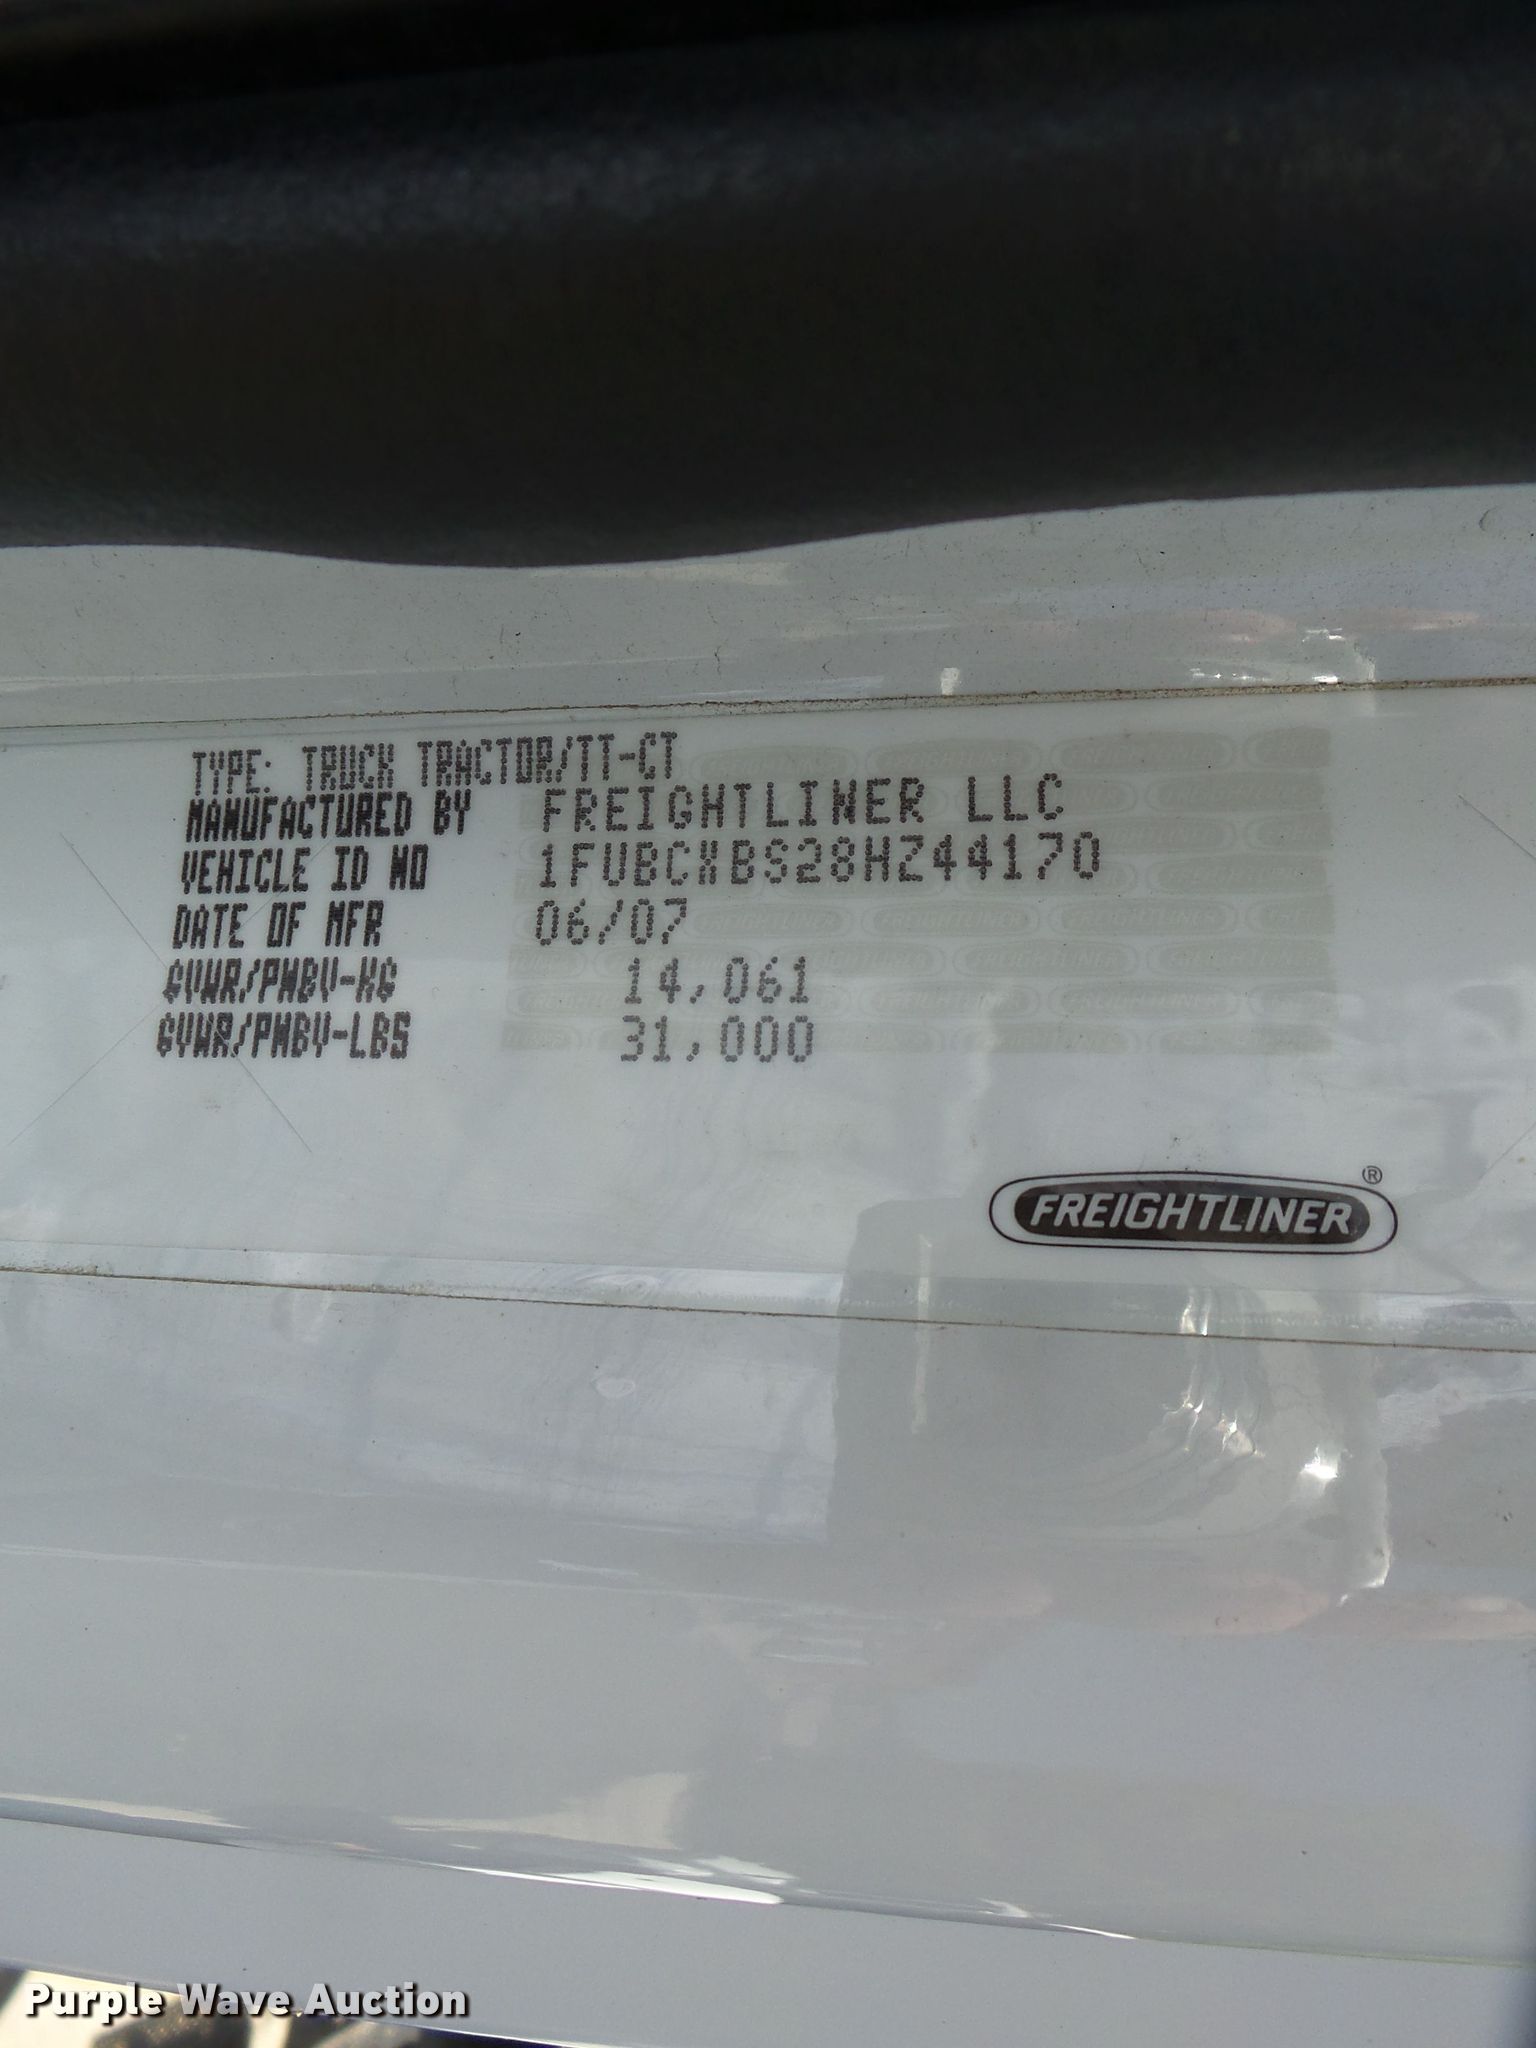 TYPE: TRUCK TRACTOR/TT-CT
MANUFACTURED BY FREIGHTLINER LLC
VEHICLE ID NO 1FUBCXBS28HZ44170
DATE OF MFR 06/07
GVWR/PNBV-KG 14,061
GVWR/PNBV-LBS 31,000
FREIGHTLINER®
Purple Wave Auction